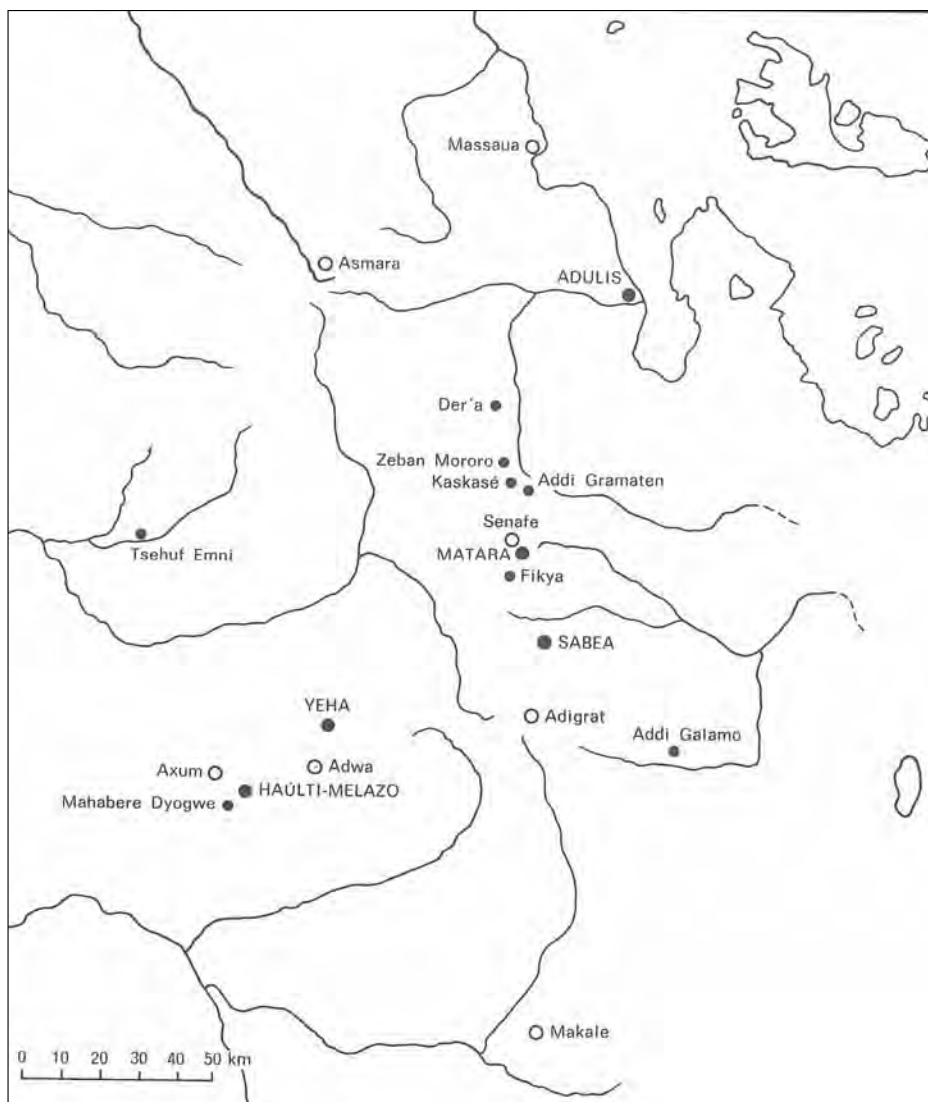 Massaua
Asmara
ADULIS
Der´a
Zeban Mororo
Kaskasé
Addi Gramaten
Senafe
Tsehuf Emni
MATARA
Fikya
SABEA
YEHA
Adigrat
Addi Galamo
Axum
Adwa
HAÚLTI-MELAZO
Mahabere Dyogwe
Makale
0 10 20 30 40 50 km